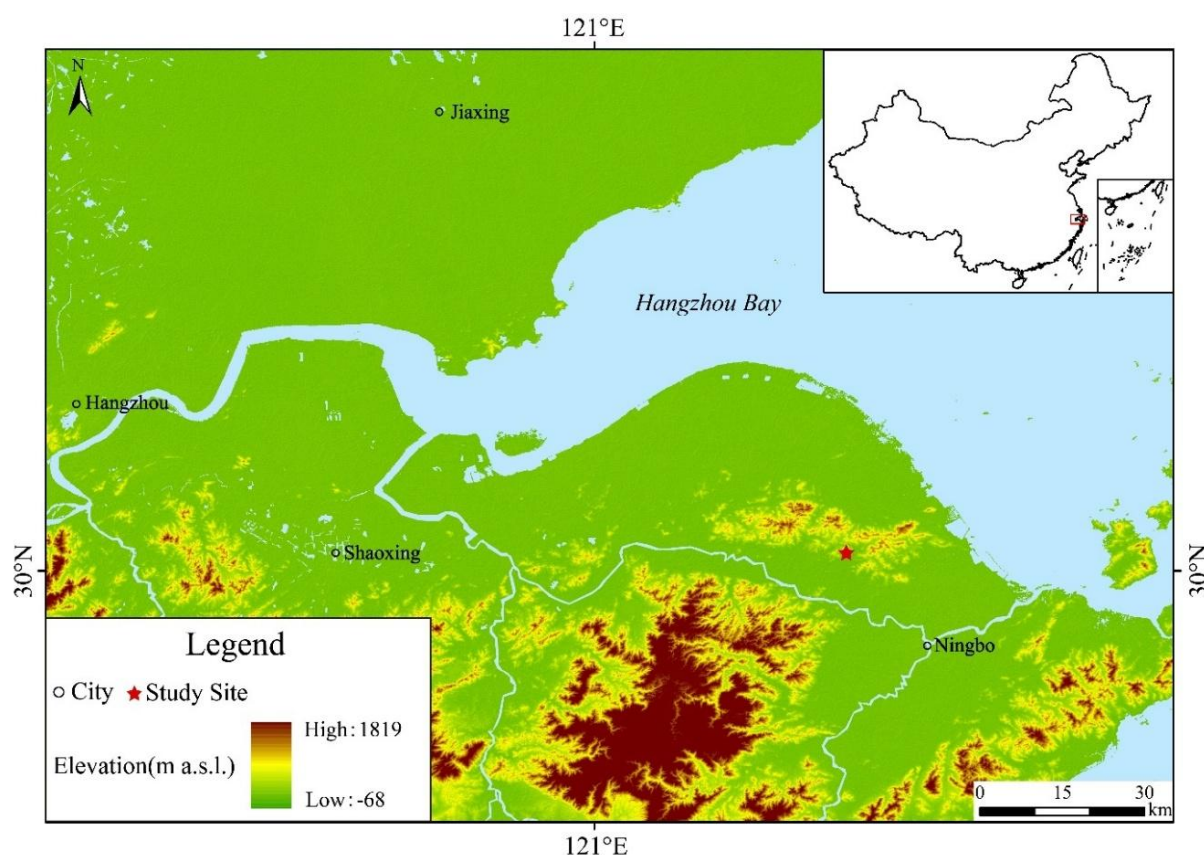 121°E
N
Jiaxing
Hangzhou Bay
Hangzhou
Shaoxing
30°N
30°N
Ningbo
Legend
City
Study Site
Elevation(m a.s.l.)
High: 1819
Low: -68
0 15 30
km
121°E